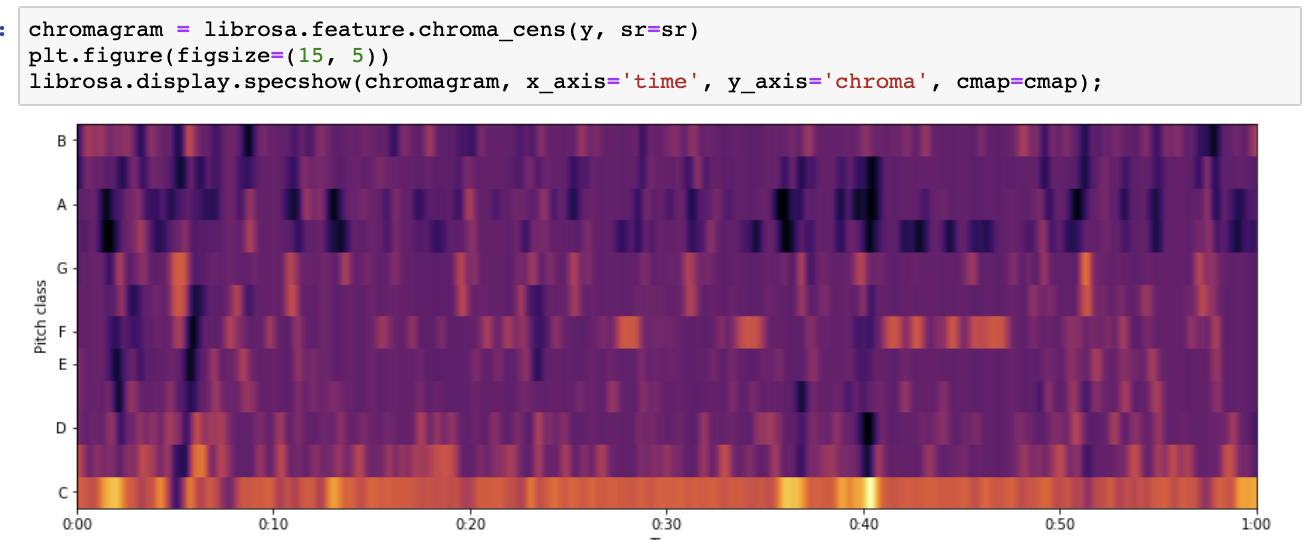 :
chromagram = librosa.feature.chroma_cens(y, sr=sr)
plt.figure(figsize=(15, 5))
librosa.display.specshow(chromagram, x_axis='time', y_axis='chroma', cmap=cmap);
B
A
G
F
E
D
C
Pitch class
0:00 0:10 0:20 0:30 0:40 0:50 1:00